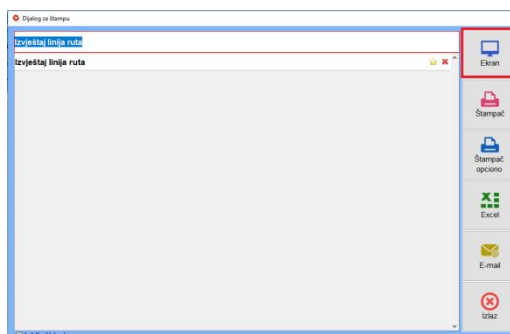 Dijalog za štampu
Izvještaj linija ruta
Izvještaj linija ruta
Ekran
Štampač
Štampač
opciono
Excel
E-mail
Izlaz